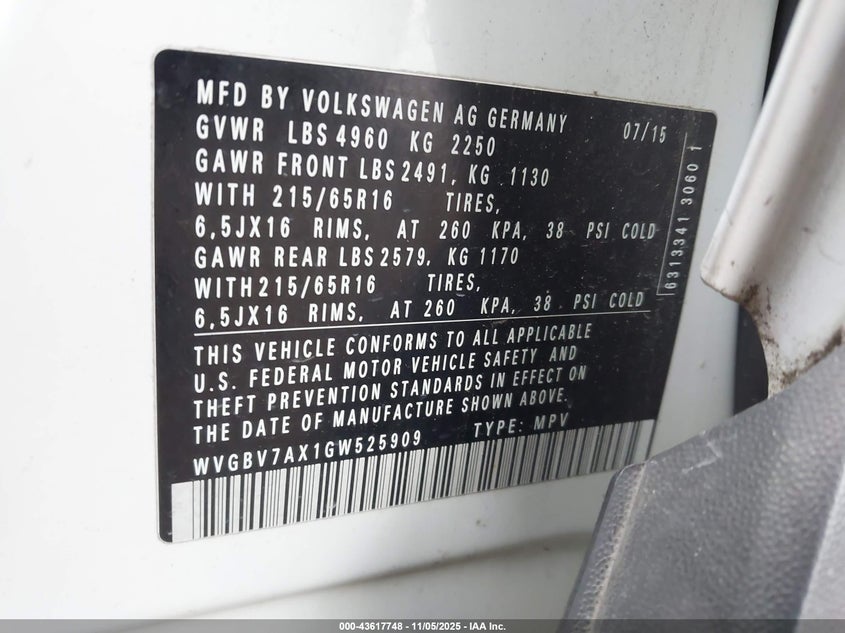 MFD BY VOLKSWAGEN AG GERMANY 07/15
GVWR LBS 4960 KG 2250
GAWR FRONT LBS 2491, KG 1130
WITH 215/65R16 TIRES,
6,5JX16 RIMS, AT 260 KPA, 38 PSI COLD
GAWR REAR LBS 2579, KG 1170
WITH215/65R16 TIRES,
6,5JX16 RIMS, AT 260 KPA, 38 PSI COLD
THIS VEHICLE CONFORMS TO ALL APPLICABLE
U.S. FEDERAL MOTOR VEHICLE SAFETY AND
THEFT PREVENTION STANDARDS IN EFFECT ON
THE DATE OF MANUFACTURE SHOWN ABOVE.
WVGBV7AX1GW525909 TYPE: MPV
6313341 30601
000-43617748 - 11/05/2025 - IAA Inc.